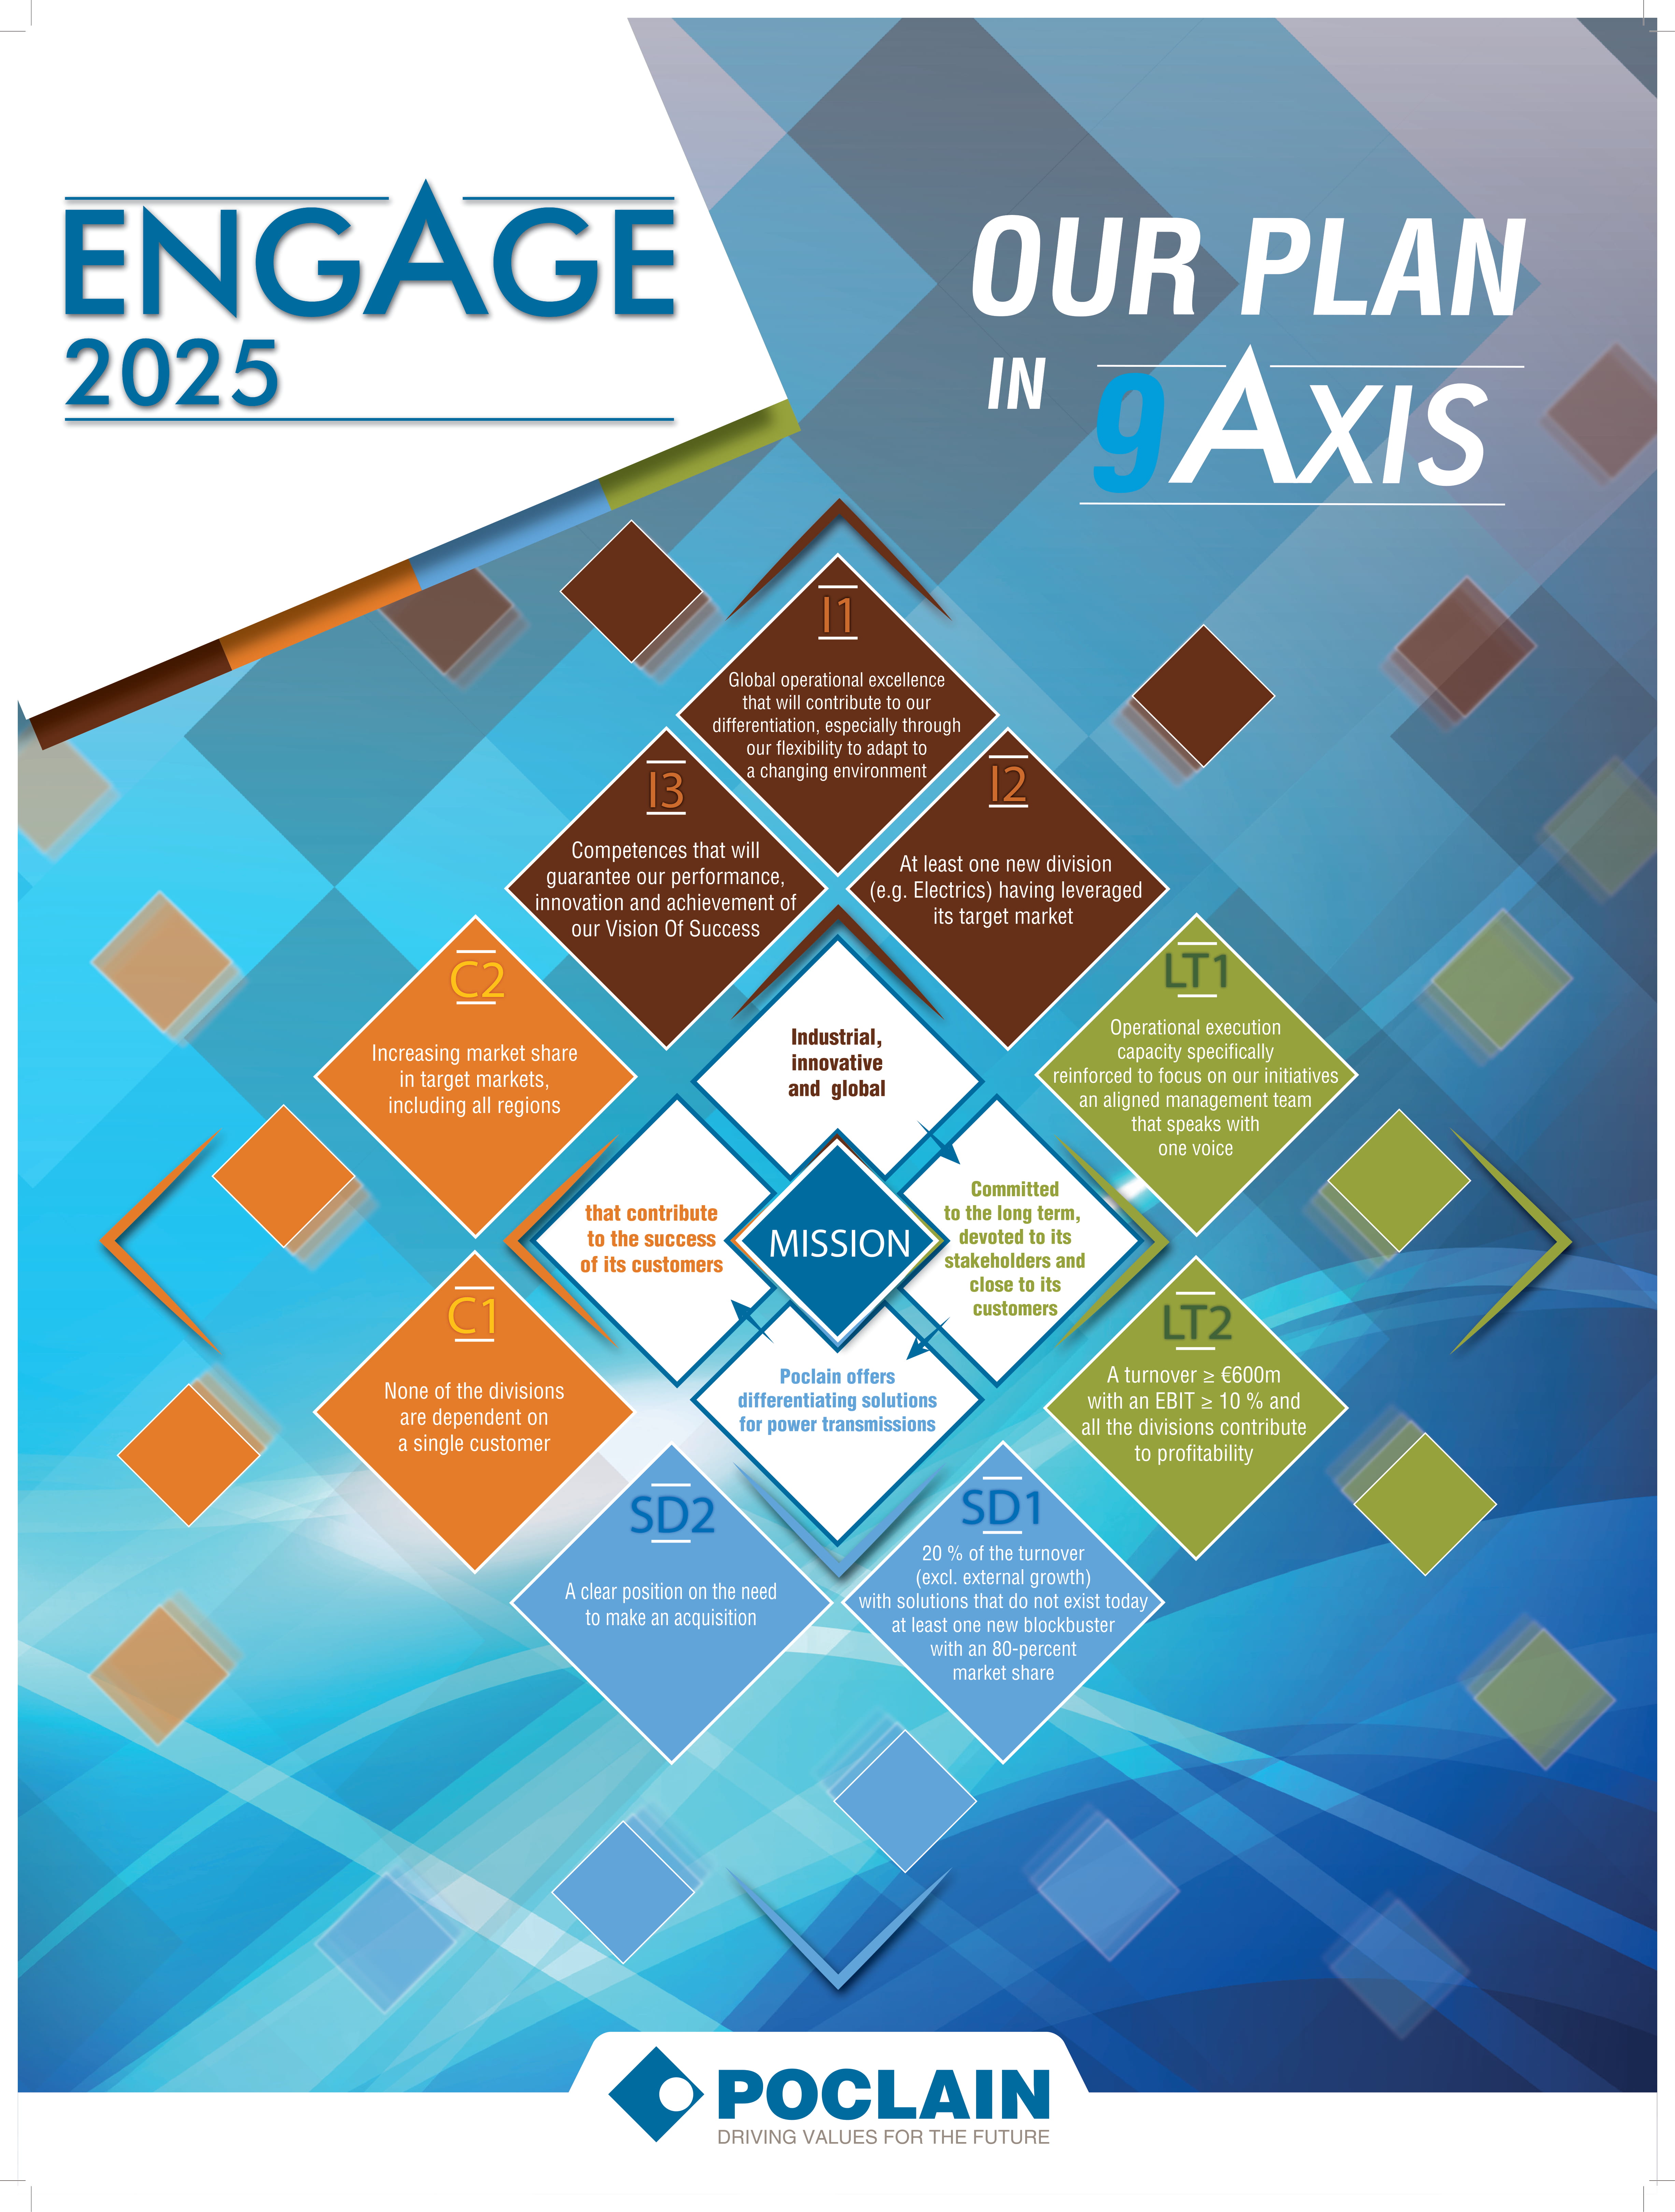 ENGAGE
2025
OUR PLAN
IN 9 AXIS
I1
Global operational excellence
that will contribute to our
differentiation, especially through
our flexibility to adapt to
a changing environment
I3
Competences that will
guarantee our performance,
innovation and achievement of
our Vision Of Success
I2
At least one new division
(e.g. Electrics) having leveraged
its target market
C2
Increasing market share
in target markets,
including all regions
Industrial,
innovative
and global
LT1
Operational execution
capacity specifically
reinforced to focus on our initiatives
an aligned management team
that speaks with
one voice
that contribute
to the success
of its customers
MISSION
Committed
to the long term,
devoted to its
stakeholders and
close to its
customers
C1
None of the divisions
are dependent on
a single customer
Poclain offers
differentiating solutions
for power transmissions
LT2
A turnover ≥ €600m
with an EBIT ≥ 10 % and
all the divisions contribute
to profitability
SD2
A clear position on the need
to make an acquisition
SD1
20 % of the turnover
(excl. external growth)
with solutions that do not exist today
at least one new blockbuster
with an 80-percent
market share
POCLAIN
DRIVING VALUES FOR THE FUTURE